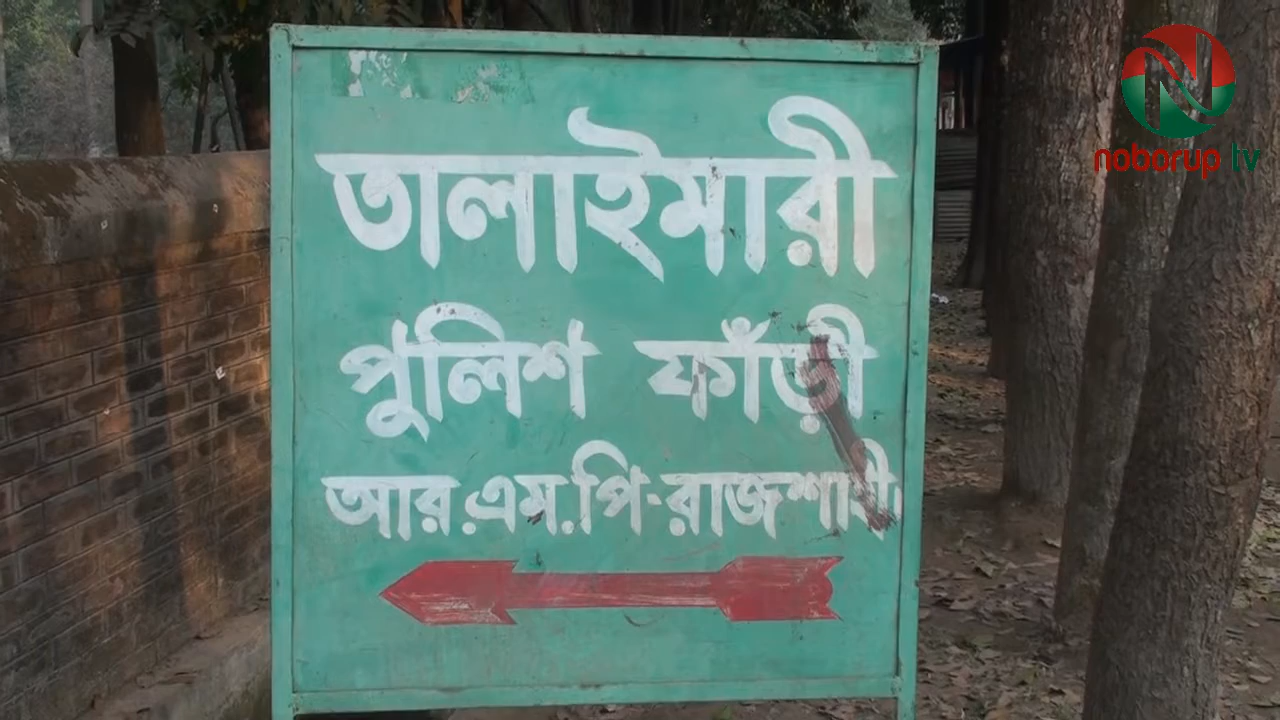 তালাইমারী
পুলিশ ফাঁড়ী
আর.এম.পি-রাজশাহী।
noborup tv